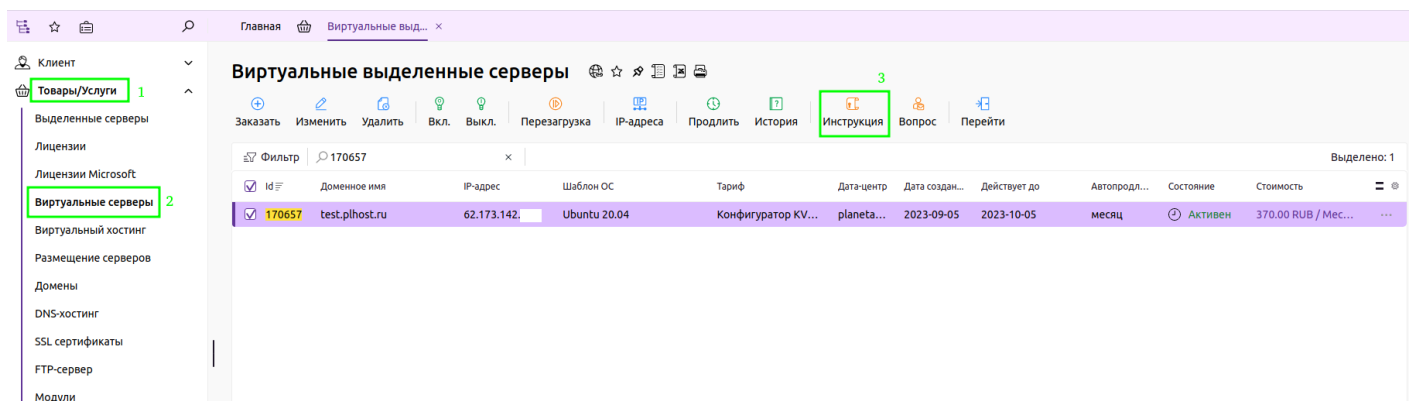 Главная
Виртуальные выд... ×
Клиент
Товары/Услуги 1
Выделенные серверы
Лицензии
Лицензии Microsoft
Виртуальные серверы 2
Виртуальный хостинг
Размещение серверов
Домены
DNS-хостинг
SSL сертификаты
FTP-сервер
Модули
Виртуальные выделенные серверы
3
Заказать Изменить Удалить Вкл. Выкл. Перезагрузка IP-адреса Продлить История Инструкция Вопрос Перейти
Фильтр 170657 × Выделено: 1
Id Доменное имя IP-адрес Шаблон ОС Тариф Дата-центр Дата создан... Действует до Автопродл... Состояние Стоимость
170657 test.plhost.ru 62.173.142. Ubuntu 20.04 Конфигуратор KV... planeta... 2023-09-05 2023-10-05 месяц Активен 370.00 RUB / Мес... ...